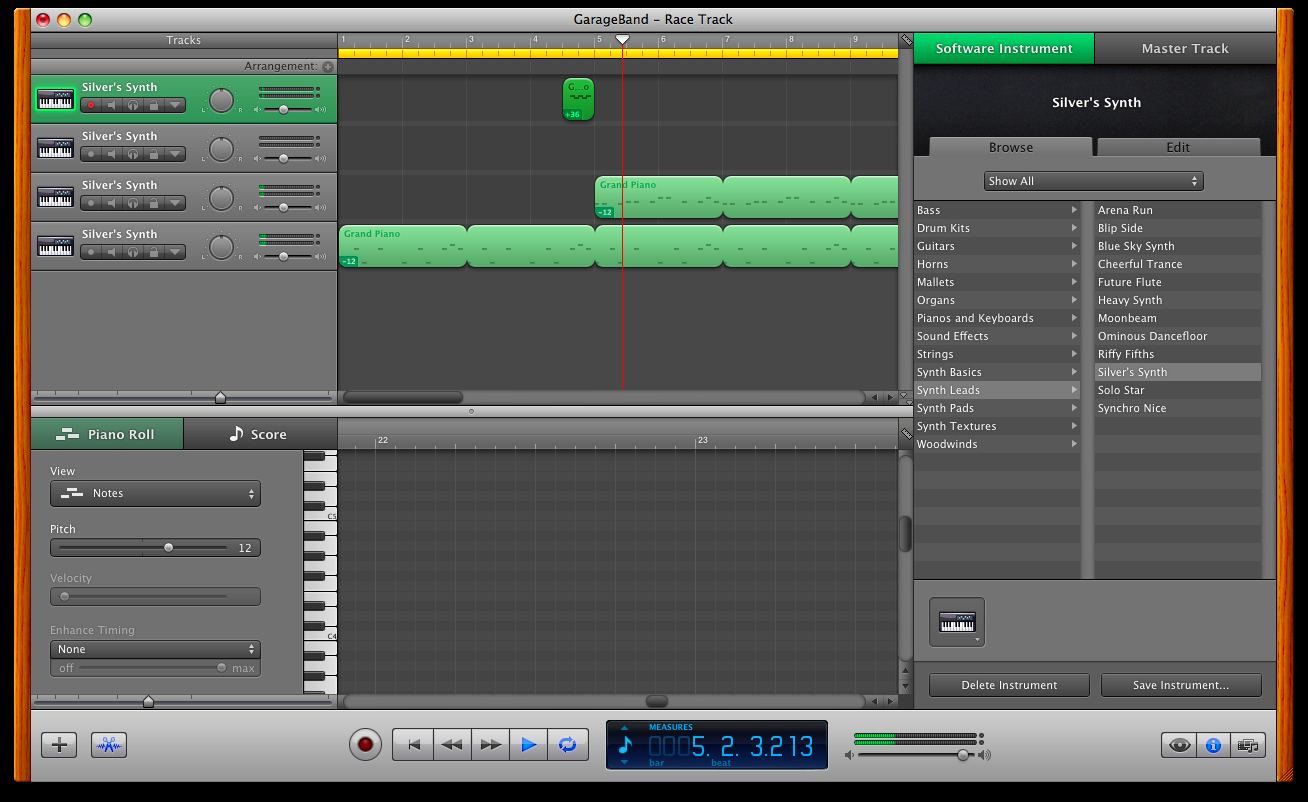 GarageBand – Race Track
Tracks
1 2 3 4 5 6 7 8 9
Arrangement:
Silver's Synth
L R
G...o
+36
Silver's Synth
L R
Silver's Synth
L R
Grand Piano
-12
Silver's Synth
L R
Grand Piano
-12
Software Instrument
Master Track
Silver's Synth
Browse
Edit
Show All
Bass
Drum Kits
Guitars
Horns
Mallets
Organs
Pianos and Keyboards
Sound Effects
Strings
Synth Basics
Synth Leads
Synth Pads
Synth Textures
Woodwinds
Arena Run
Blip Side
Blue Sky Synth
Cheerful Trance
Future Flute
Heavy Synth
Moonbeam
Ominous Dancefloor
Riffy Fifths
Silver's Synth
Solo Star
Synchro Nice
Delete Instrument
Save Instrument...
Piano Roll
Score
22 23
View
Notes
Pitch
12
Velocity
Enhance Timing
None
off max
C5
C4
MEASURES
0005. 2. 3.213
bar beat